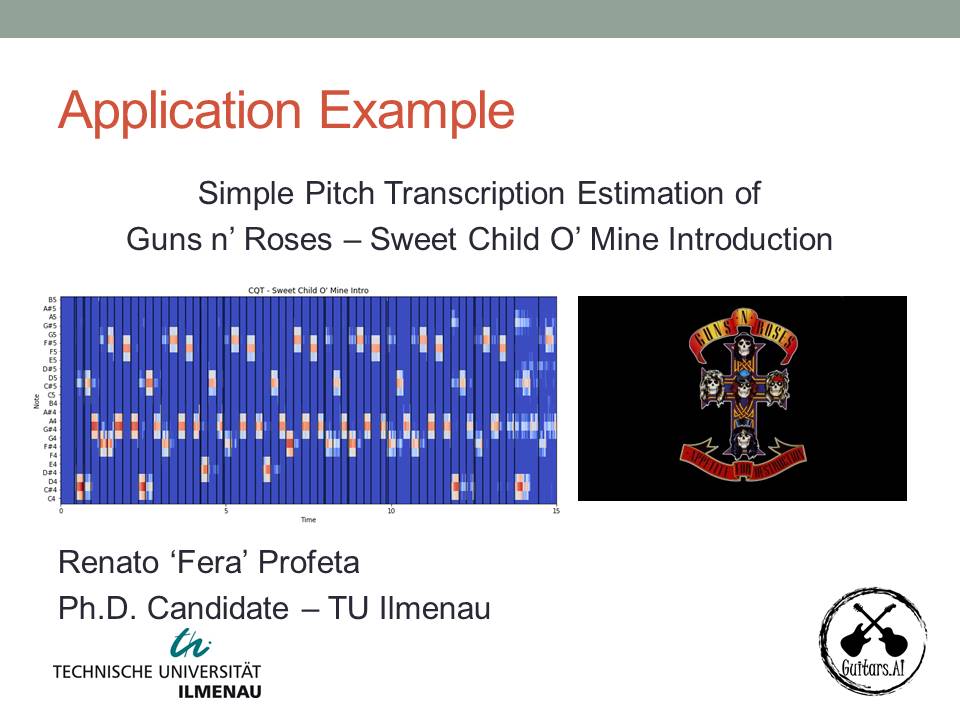 Application Example
Simple Pitch Transcription Estimation of
Guns n’ Roses – Sweet Child O’ Mine Introduction
CQT - Sweet Child O' Mine Intro
B5
A#5
A5
G#5
G5
F#5
F5
E5
D#5
D5
C#5
C5
B4
A#4
A4
G#4
G4
F#4
F4
E4
D#4
D4
C#4
C4
Note
0 5 10 15
Time
GUNS N ROSES
APPETITE FOR DESTRUCTION
Renato ‘Fera’ Profeta
Ph.D. Candidate – TU Ilmenau
th
TECHNISCHE UNIVERSITÄT
ILMENAU
Guitars.AI